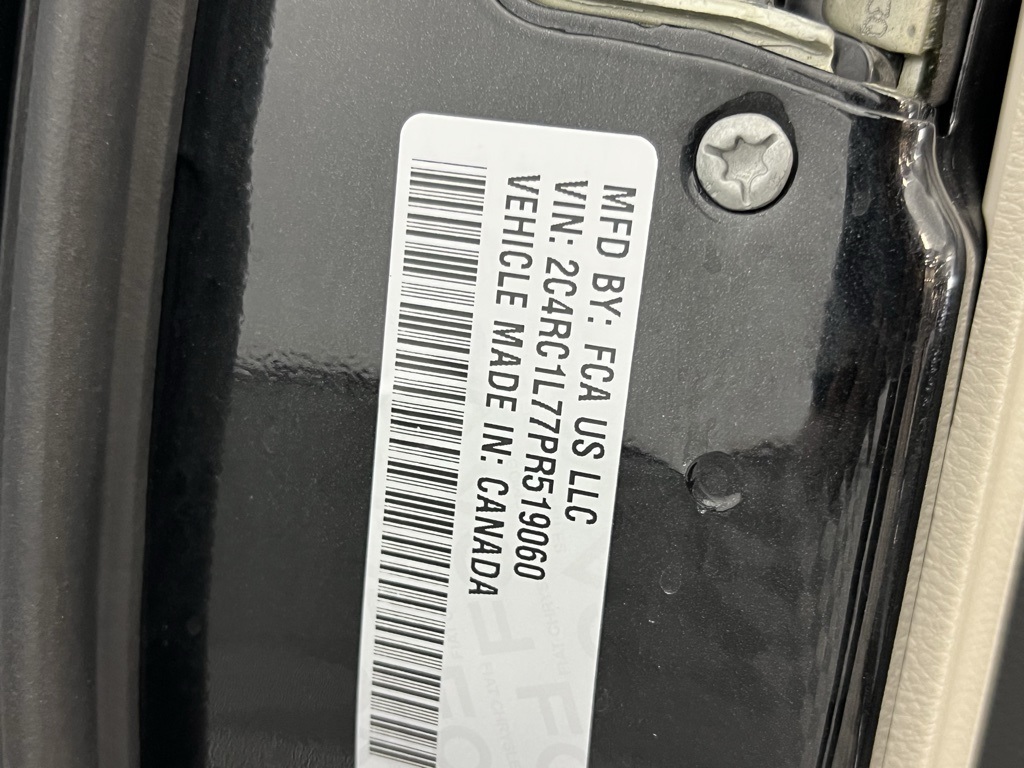 MFD BY: FCA US LLC
VIN: 2C4RC1L77PR519060
VEHICLE MADE IN: CANADA